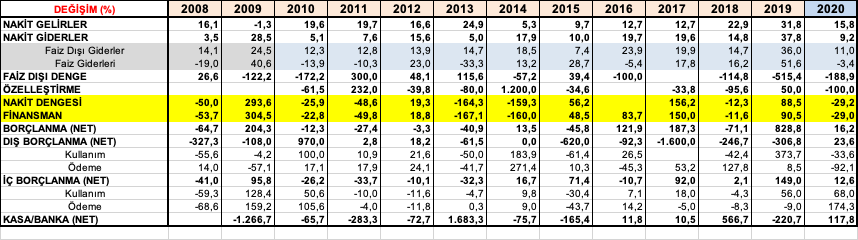 DEĞİŞİM (%) 2008 2009 2010 2011 2012 2013 2014 2015 2016 2017 2018 2019 2020
NAKİT GELİRLER 16,1 -1,3 19,6 19,7 16,6 24,9 5,3 9,7 12,7 12,7 22,9 31,8 15,8
NAKİT GİDERLER 3,5 28,5 5,1 7,6 15,6 5,0 17,9 10,0 19,7 19,6 14,8 37,8 9,2
Faiz Dışı Giderler 14,1 24,5 12,3 12,8 13,9 14,7 18,5 7,4 23,9 19,9 14,7 36,0 11,0
Faiz Giderleri -19,0 40,6 -13,9 -10,3 23,0 -33,3 13,2 28,7 -5,4 17,8 16,2 51,6 -3,4
FAİZ DIŞI DENGE 26,6 -122,2 -172,2 300,0 48,1 115,6 -57,2 39,4 -100,0 -114,8 -515,4 -188,9
ÖZELLEŞTİRME -61,5 232,0 -39,8 -80,0 1.200,0 -34,6 -33,8 -95,6 50,0 -100,0
NAKİT DENGESİ -50,0 293,6 -25,9 -48,6 19,3 -164,3 -159,3 56,2 156,2 -12,3 88,5 -29,2
FİNANSMAN -53,7 304,5 -22,8 -49,8 18,8 -167,1 -160,0 48,5 83,7 150,0 -11,6 90,5 -29,0
BORÇLANMA (NET) -64,7 204,3 -12,3 -27,4 -3,3 -40,9 13,5 -45,8 121,9 187,3 -71,1 828,8 16,2
DIŞ BORÇLANMA (NET) -327,3 -108,0 970,0 2,8 18,2 -61,5 0,0 -620,0 -92,3 -1.600,0 -246,7 -306,8 23,6
Kullanım -55,6 -4,2 100,0 10,9 21,6 -50,0 183,9 -61,4 26,5 -42,4 373,7 -33,6
Ödeme 14,0 -57,1 17,1 17,9 24,1 -41,7 271,4 10,3 -45,3 53,2 127,8 8,5 -92,1
İÇ BORÇLANMA (NET) -41,0 95,8 -26,2 -33,7 -10,1 -32,3 16,7 71,4 -10,7 92,0 2,1 149,0 12,6
Kullanım -59,3 128,4 50,6 -10,0 -11,6 -4,7 9,8 -30,4 7,1 18,0 -4,3 56,0 68,0
Ödeme -68,6 159,2 105,6 -4,0 -11,8 0,3 9,0 -43,7 14,2 -5,0 -8,3 -9,0 174,3
KASA/BANKA (NET) -1.266,7 -65,7 -283,3 -72,7 1.683,3 -75,7 -165,4 11,8 10,5 566,7 -220,7 117,8